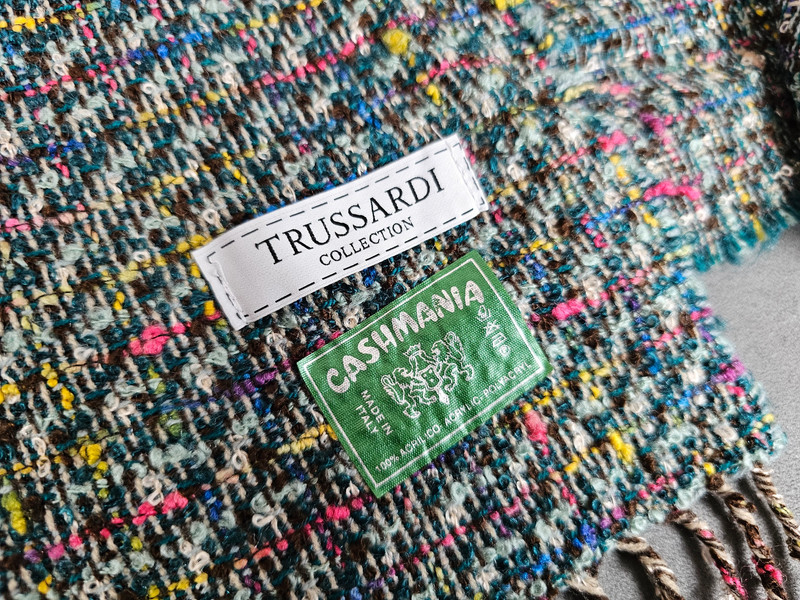 TRUSSARDI
COLLECTION
CASHMANIA
MADE IN
ITALY
100% ACRILICO-ACRYLIC-POLYACRYL